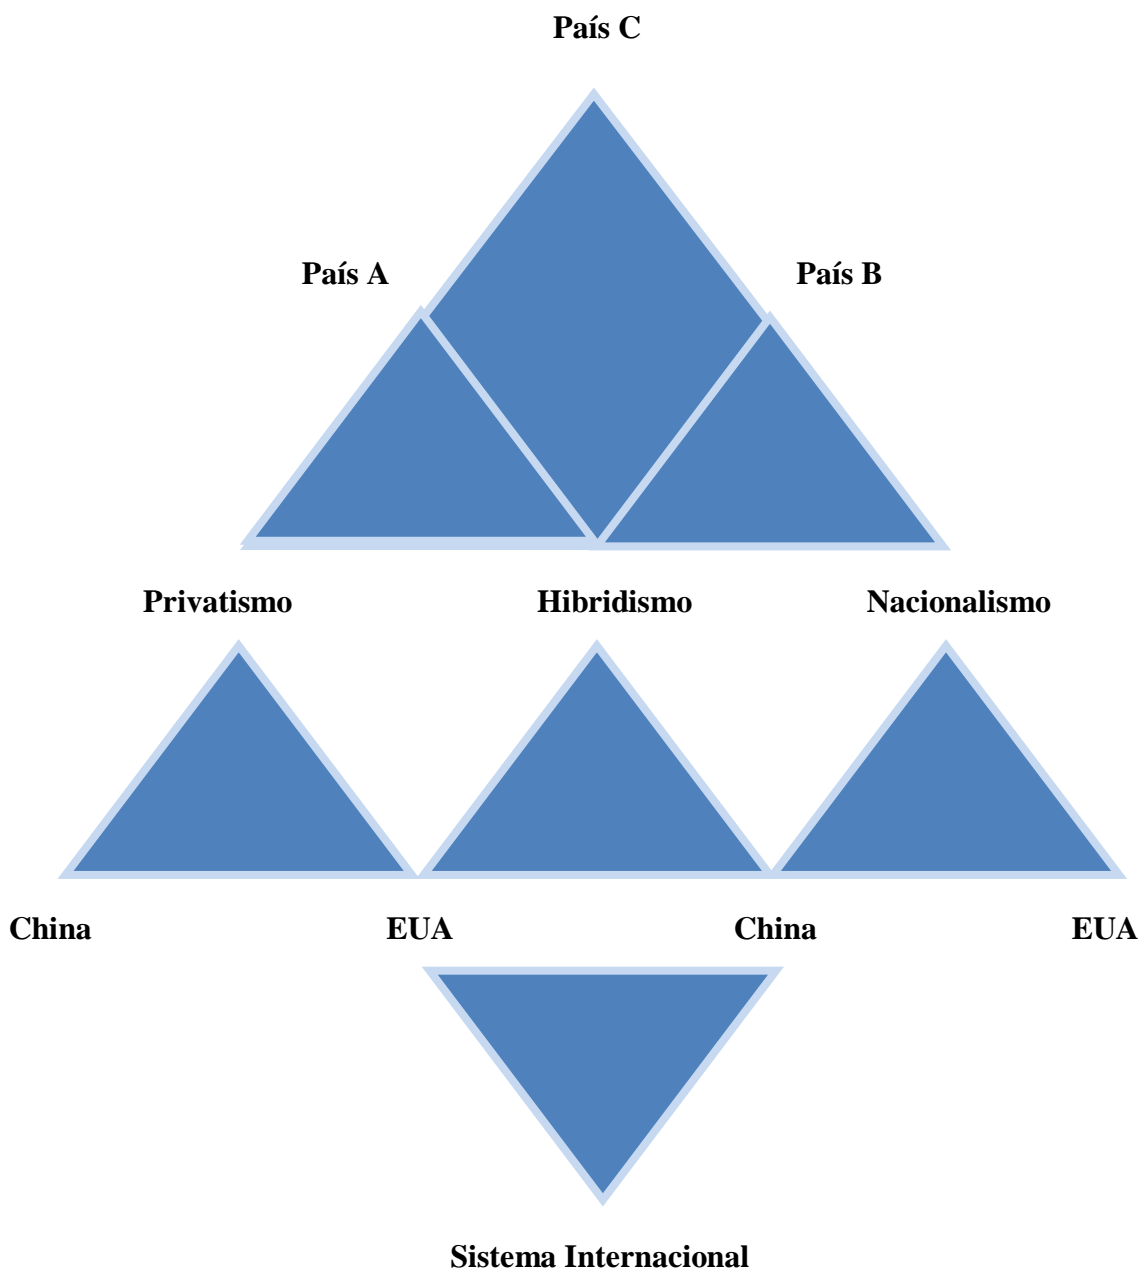 País C
País A País B
Privatismo Hibridismo Nacionalismo
China EUA China EUA
Sistema Internacional